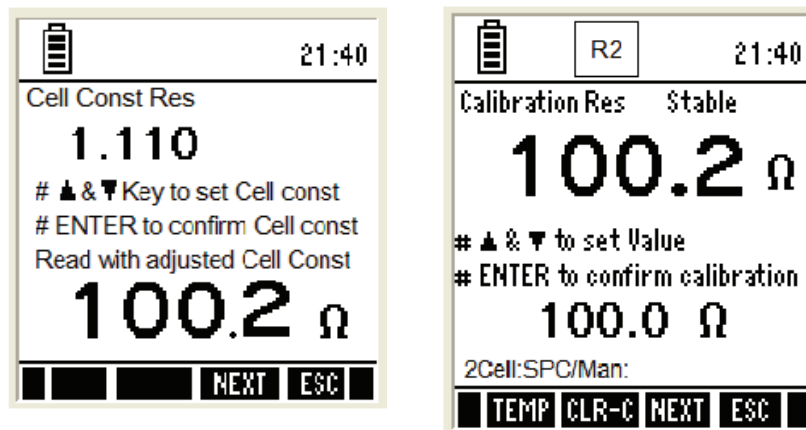 21:40
Cell Const Res
1.110
# ▲ & ▼ Key to set Cell const
# ENTER to confirm Cell const
Read with adjusted Cell Const
100.2 Ω
NEXT ESC
R2 21:40
Calibration Res Stable
100.2 Ω
# ▲ & ▼ to set Value
# ENTER to confirm calibration
100.0 Ω
2Cell:SPC/Man:
TEMP CLR-C NEXT ESC